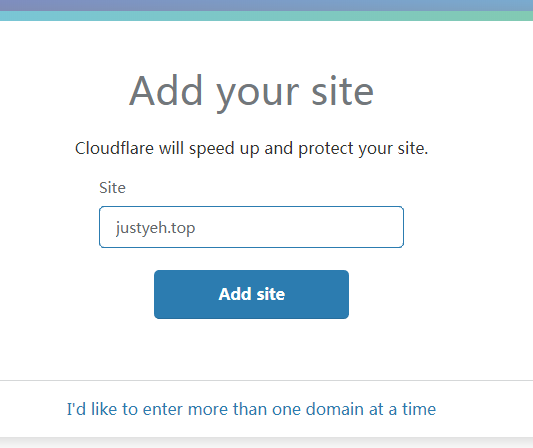 Add your site
Cloudflare will speed up and protect your site.
Site
justyeh.top
Add site
I'd like to enter more than one domain at a time